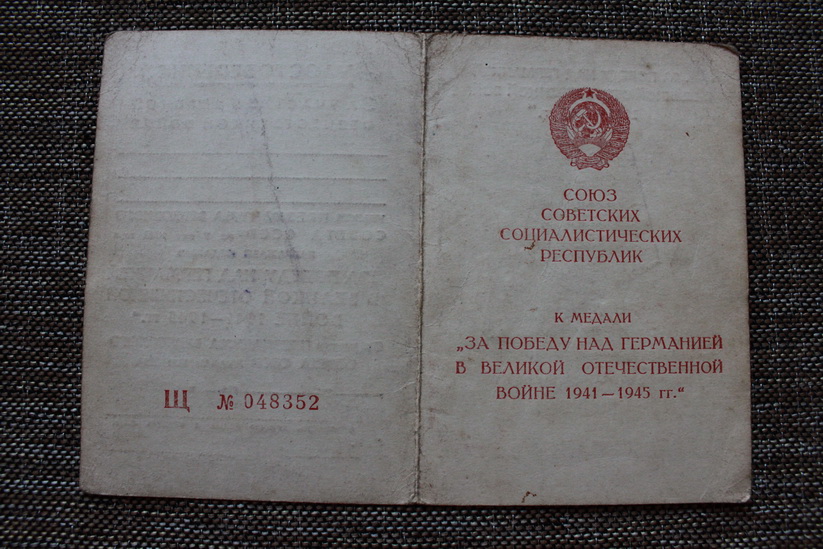 Щ № 048352
СОЮЗ
СОВЕТСКИХ
СОЦИАЛИСТИЧЕСКИХ
РЕСПУБЛИК
К МЕДАЛИ
„ЗА ПОБЕДУ НАД ГЕРМАНИЕЙ
В ВЕЛИКОЙ ОТЕЧЕСТВЕННОЙ
ВОЙНЕ 1941—1945 гг.“